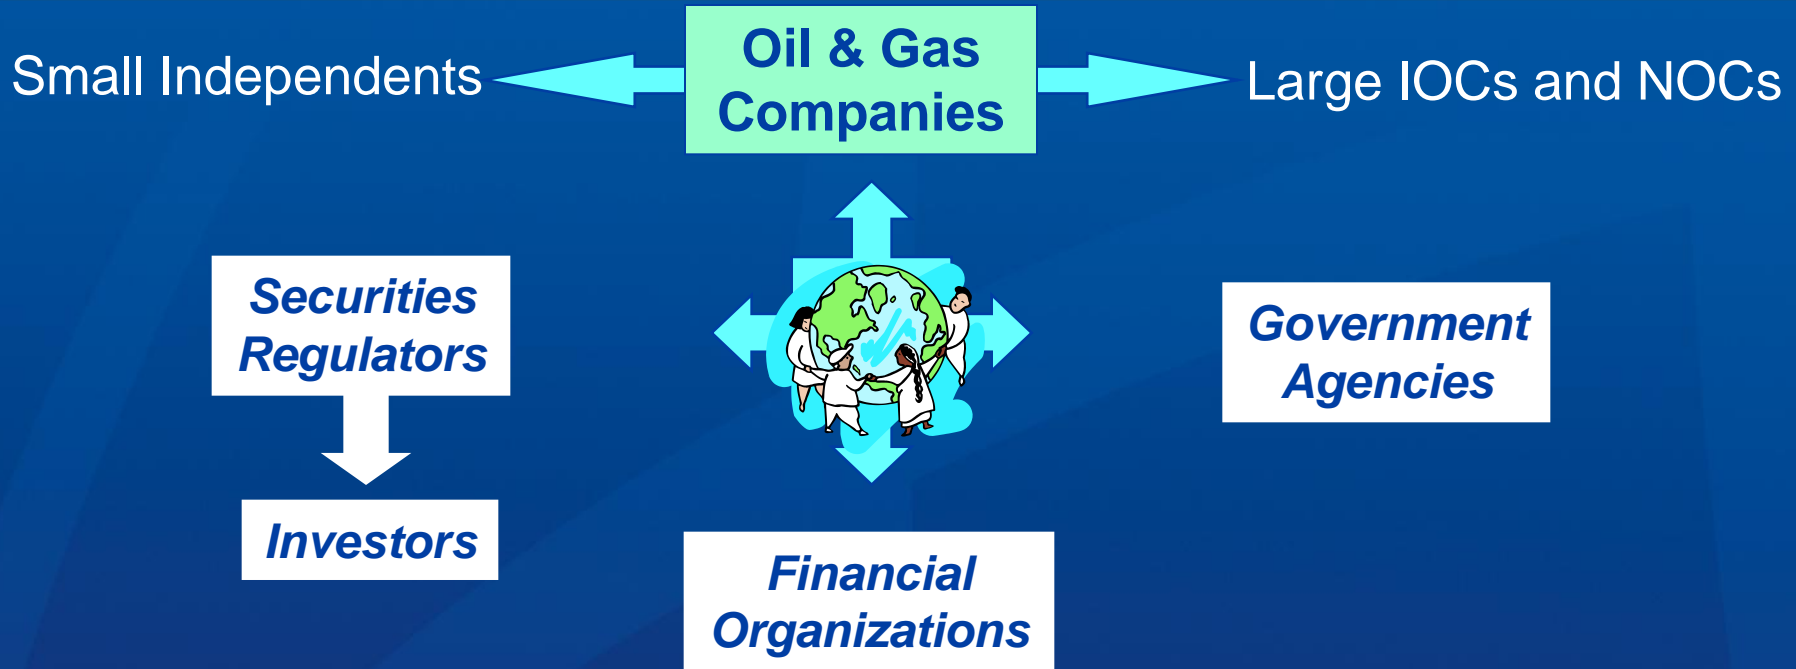 Small Independents
Oil & Gas
Companies
Large IOCs and NOCs
Securities
Regulators
Government
Agencies
Investors
Financial
Organizations